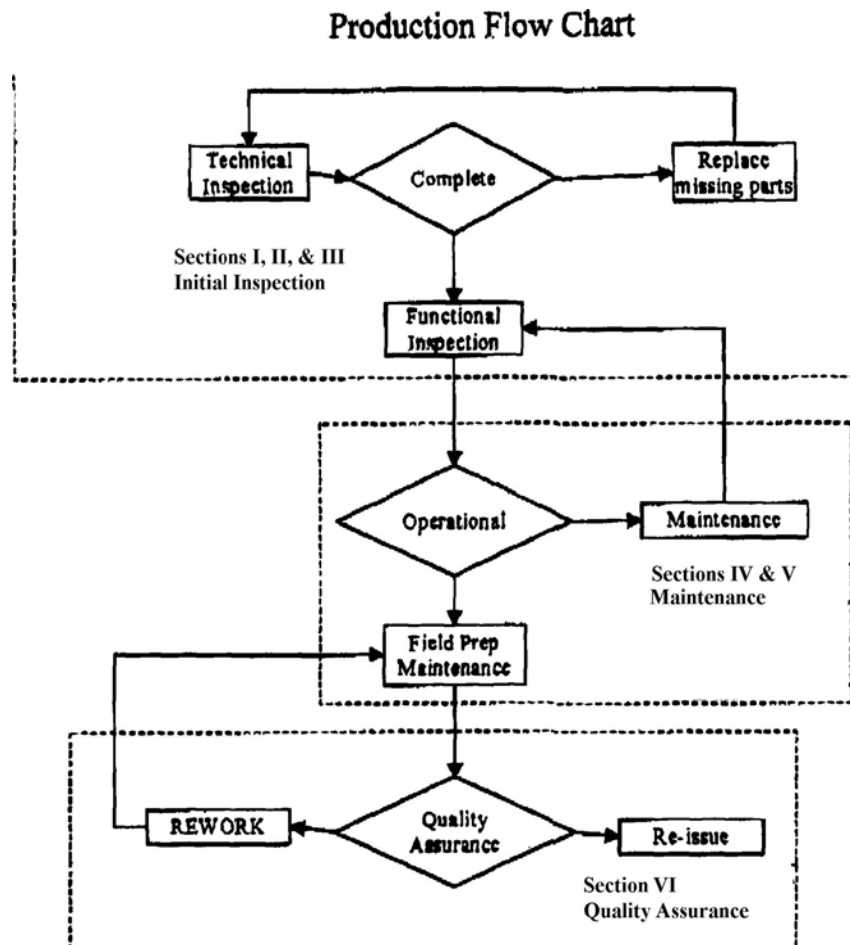 Production Flow Chart
Technical
Inspection
Complete
Replace
missing parts
Sections I, II, & III
Initial Inspection
Functional
Inspection
Operational
Maintenance
Sections IV & V
Maintenance
Field Prep
Maintenance
REWORK
Quality
Assurance
Re-issue
Section VI
Quality Assurance